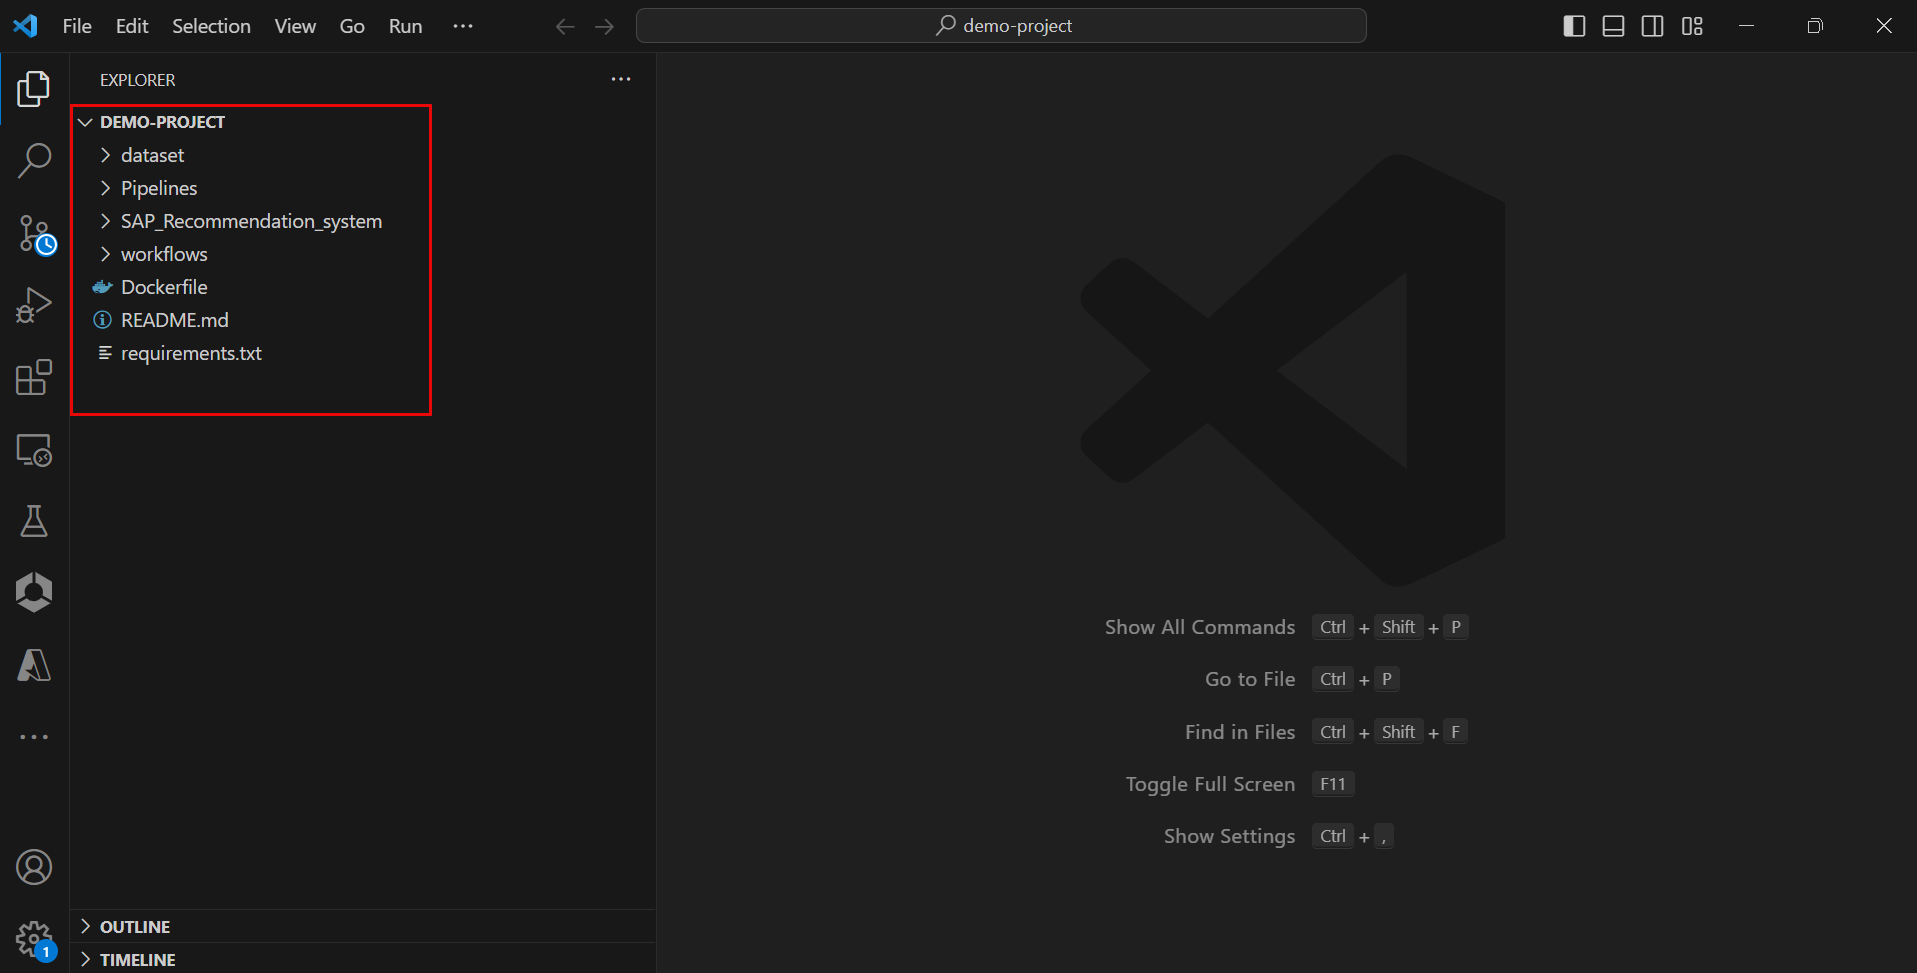 File Edit Selection View Go Run ···
demo-project
EXPLORER
DEMO-PROJECT
dataset
Pipelines
SAP_Recommendation_system
workflows
Dockerfile
README.md
requirements.txt
Show All Commands Ctrl + Shift + P
Go to File Ctrl + P
Find in Files Ctrl + Shift + F
Toggle Full Screen F11
Show Settings Ctrl + ,
OUTLINE
1
TIMELINE